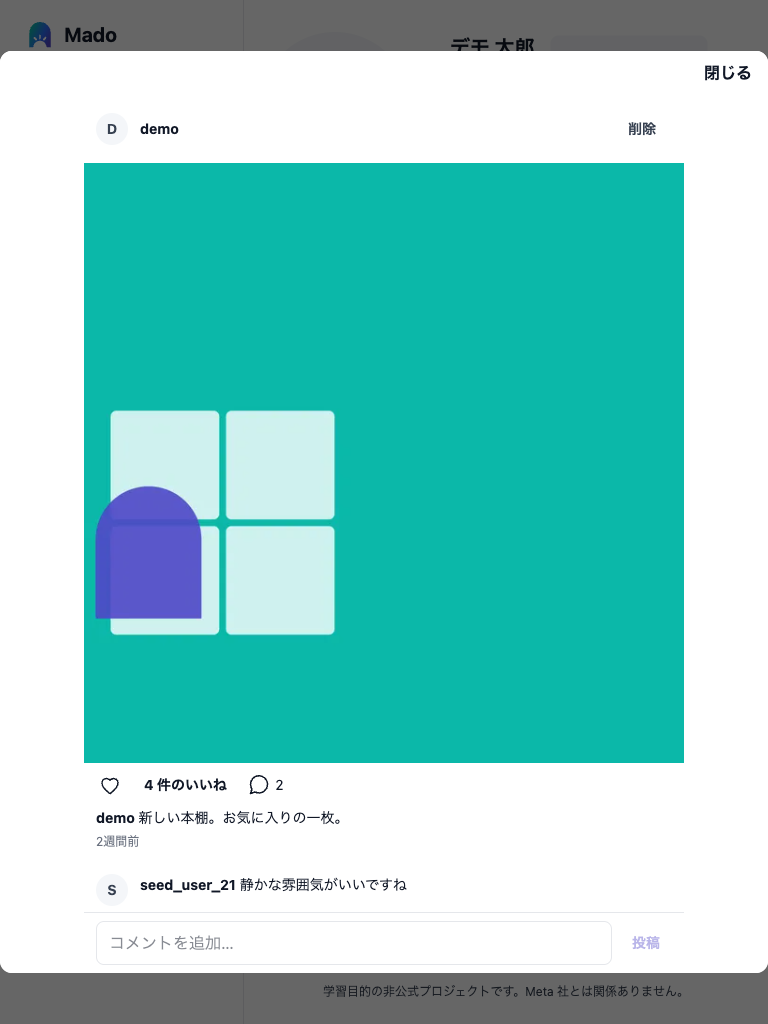 Mado
デモ 太郎
閉じる
D demo 削除
4 件のいいね 2
demo 新しい本棚。お気に入りの一枚。
2週間前
S seed_user_21 静かな雰囲気がいいですね
コメントを追加... 投稿
学習目的の非公式プロジェクトです。Meta 社とは関係ありません。